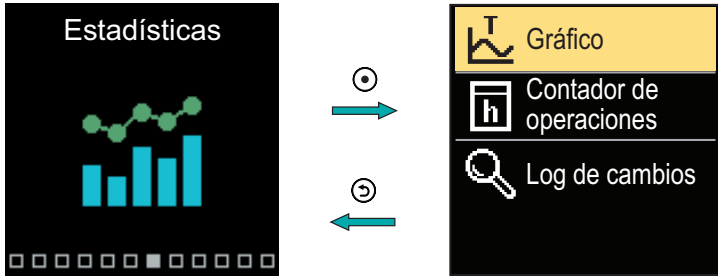 Estadísticas
T
Gráfico
h
Contador de
operaciones
Log de cambios